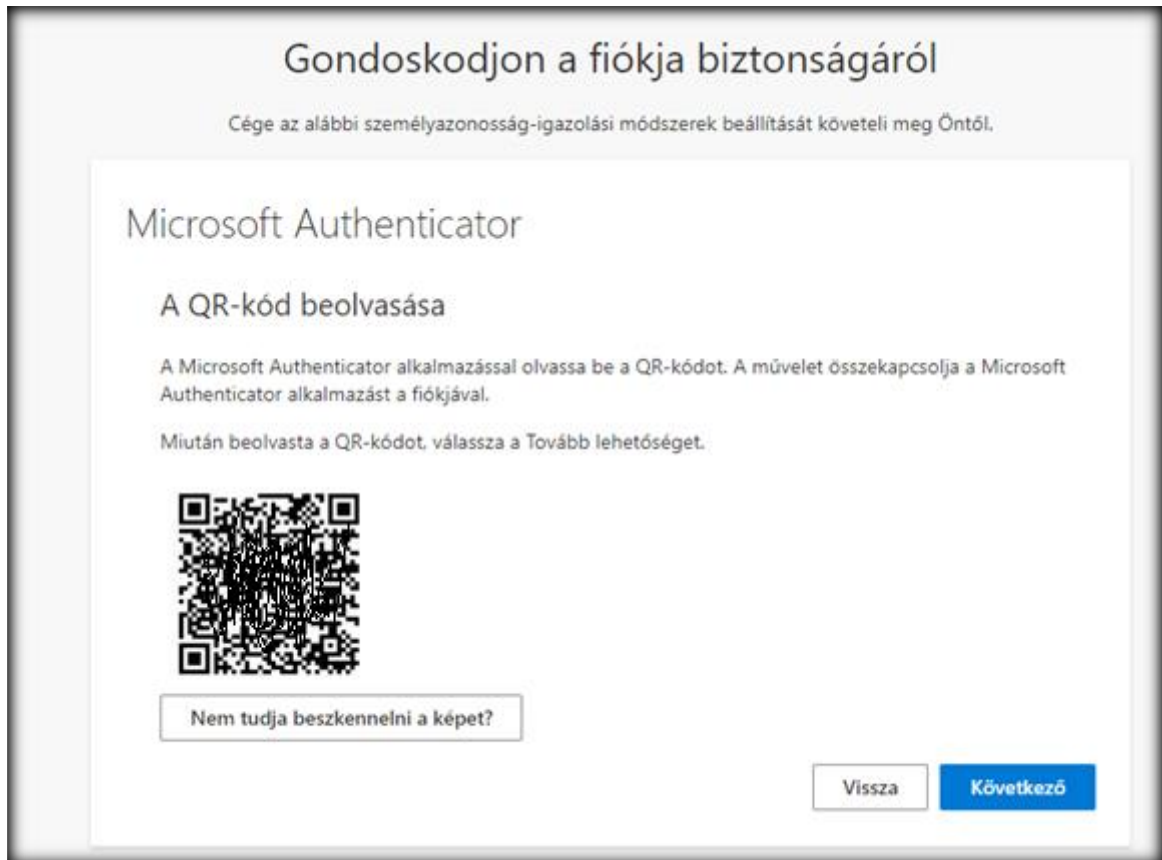 Gondoskodjon a fiókja biztonságáról
Cége az alábbi személyazonosság-igazolási módszerek beállítását követeli meg Öntől.
Microsoft Authenticator
A QR-kód beolvasása
A Microsoft Authenticator alkalmazással olvassa be a QR-kódot. A művelet összekapcsolja a Microsoft
Authenticator alkalmazást a fiókjával.
Miután beolvasta a QR-kódot, válassza a Tovább lehetőséget.
Nem tudja beszkennelni a képet?
Vissza
Következő